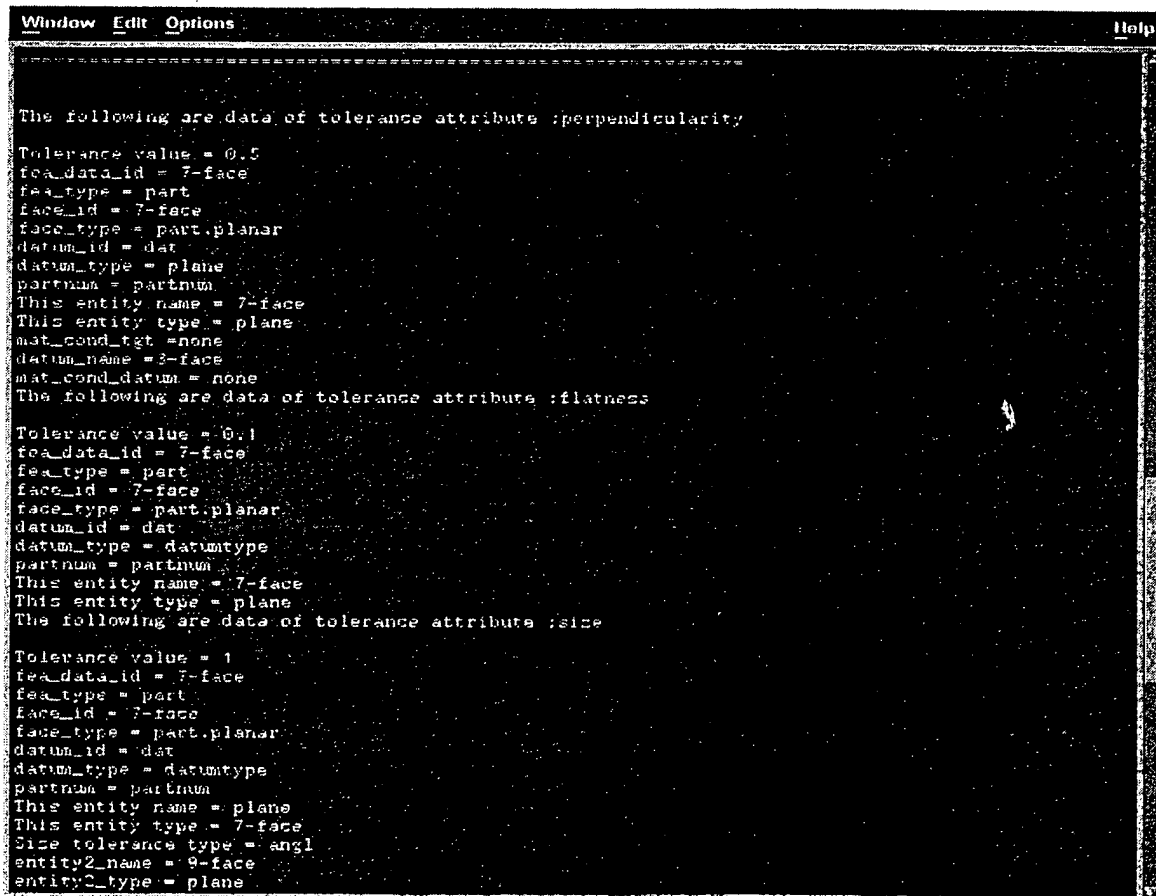 Window Edit Options Help
============================================================
The following are data of tolerance attribute :perpendicularity
Tolerance value = 0.5
fea_data_id = 7-face
fea_type = part
face_id = 7-face
face_type = part.planar
datum_id = dat
datum_type = plane
partnum = partnum
This entity name = 7-face
This entity type = plane
mat_cond_tgt =none
datum_name =3-face
mat_cond_datum = none
The following are data of tolerance attribute :flatness
Tolerance value = 0.1
fea_data_id = 7-face
fea_type = part
face_id = 7-face
face_type = part.planar
datum_id = dat
datum_type = datumtype
partnum = partnum
This entity name = 7-face
This entity type = plane
The following are data of tolerance attribute :size
Tolerance value = 1
fea_data_id = 7-face
fea_type = part
face_id = 7-face
face_type = part.planar
datum_id = dat
datum_type = datumtype
partnum = partnum
This entity name = plane
This entity type = 7-face
Size tolerance type = angl
entity2_name = 9-face
entity2_type = plane